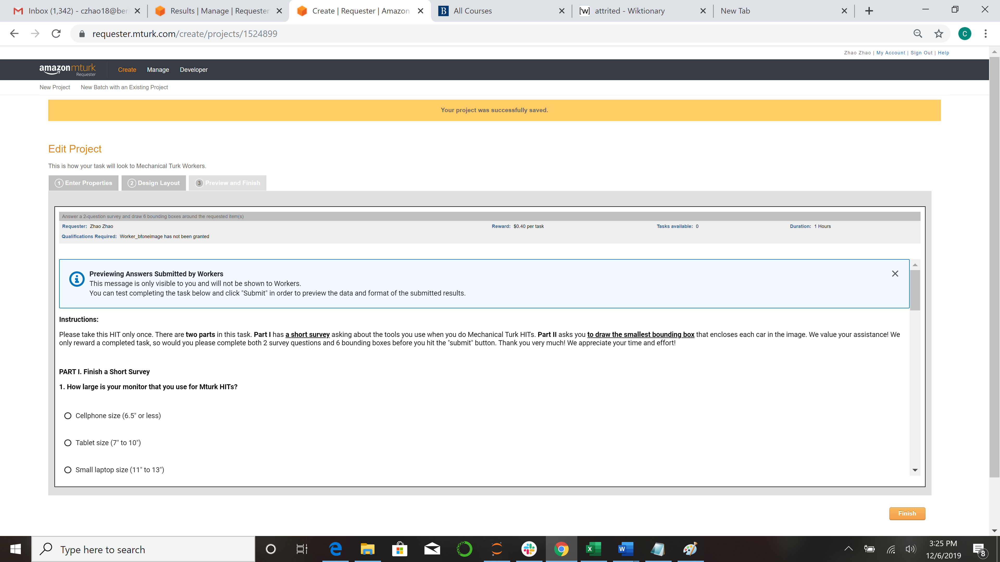 Inbox (1,342) - czhao18@ber
Results | Manage | Requester
Create | Requester | Amazon
B All Courses
['w] attrited - Wiktionary
New Tab
requester.mturk.com/create/projects/1524899
C
Zhao Zhao | My Account | Sign Out | Help
amazon mturk
Requester
Create Manage Developer
New Project New Batch with an Existing Project
Your project was successfully saved.
Edit Project
This is how your task will look to Mechanical Turk Workers.
1 Enter Properties 2 Design Layout 3 Preview and Finish
Answer a 2-question survey and draw 6 bounding boxes around the requested item(s)
Requester: Zhao Zhao Reward: $0.40 per task Tasks available: 0 Duration: 1 Hours
Qualifications Required: Worker_bfoneimage has not been granted
Previewing Answers Submitted by Workers
This message is only visible to you and will not be shown to Workers.
You can test completing the task below and click "Submit" in order to preview the data and format of the submitted results.
Instructions:
Please take this HIT only once. There are two parts in this task. Part I has a short survey asking about the tools you use when you do Mechanical Turk HITs. Part II asks you to draw the smallest bounding box that encloses each car in the image. We value your assistance! We
only reward a completed task, so would you please complete both 2 survey questions and 6 bounding boxes before you hit the "submit" button. Thank you very much! We appreciate your time and effort!
PART I. Finish a Short Survey
1. How large is your monitor that you use for Mturk HITs?
Cellphone size (6.5" or less)
Tablet size (7" to 10")
Small laptop size (11" to 13")
Finish
Type here to search
3:25 PM
12/6/2019
8